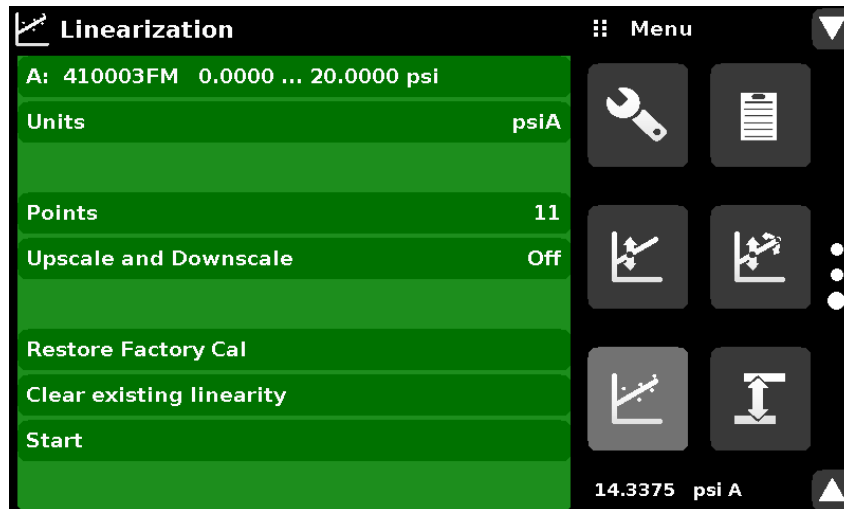 Linearization
Menu
A: 410003FM 0.0000 ... 20.0000 psi
Units psiA
Points 11
Upscale and Downscale Off
Restore Factory Cal
Clear existing linearity
Start
14.3375 psi A